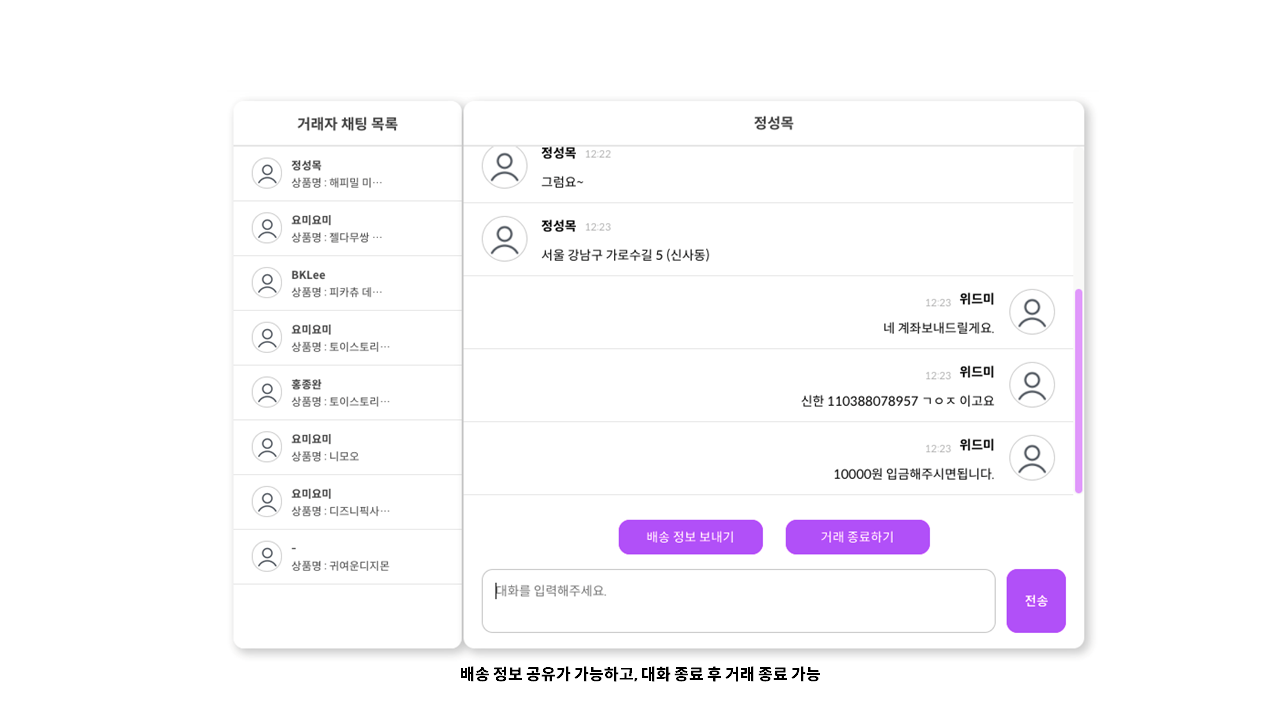 거래자 채팅 목록
정성목
상품명 : 해피밀 미…
요미요미
상품명 : 젤다무쌍 …
BKLee
상품명 : 피카츄 데…
요미요미
상품명 : 토이스토리…
홍종완
상품명 : 토이스토리…
요미요미
상품명 : 니모오
요미요미
상품명 : 디즈니픽사…
-
상품명 : 귀여운디지몬
정성목
정성목 12:22
그럼요~
정성목 12:23
서울 강남구 가로수길 5 (신사동)
12:23 위드미
네 계좌보내드릴게요.
12:23 위드미
신한 110388078957 ㄱㅇㅈ 이고요
12:23 위드미
10000원 입금해주시면됩니다.
배송 정보 보내기 거래 종료하기
대화를 입력해주세요.
전송
배송 정보 공유가 가능하고, 대화 종료 후 거래 종료 가능